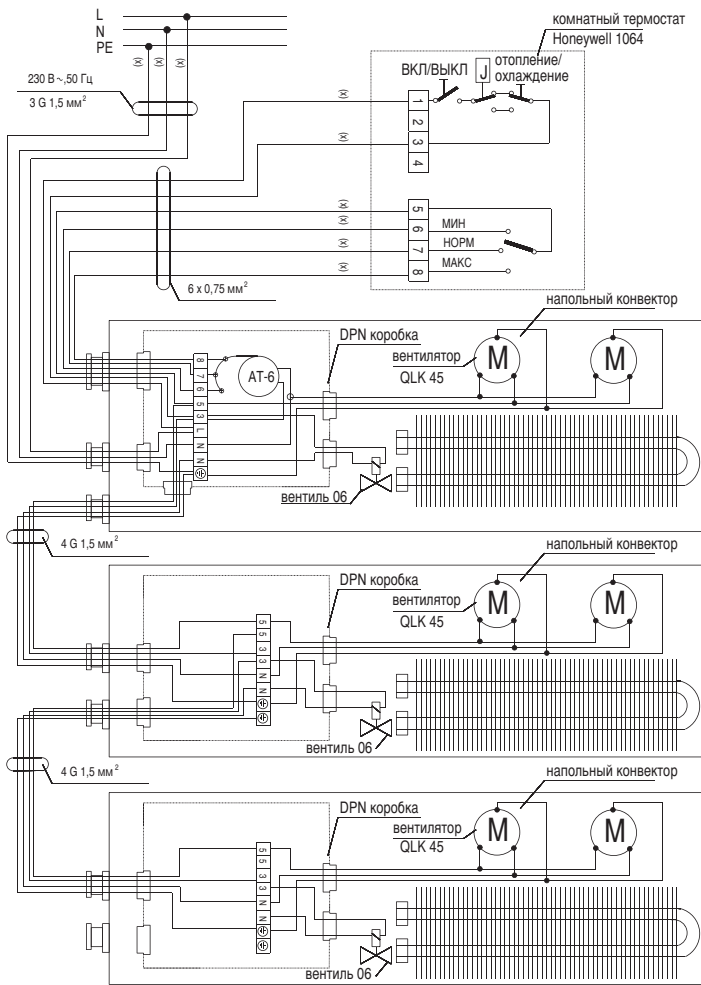 L
N
PE
(x) (x) (x)
230 В ~,50 Гц
3 G 1,5 мм²
комнатный термостат
Honeywell 1064
отопление/
охлаждение
ВКЛ/ВЫКЛ
J
(x)
1
2
(x)
3
4
(x)
5
(x)
6
МИН
(x)
7
НОРМ
(x)
8
МАКС
6 x 0,75 мм²
напольный конвектор
DPN коробка
вентилятор
QLK 45
M
M
8
7
6
5
3
L
N
N
AT-6
вентиль 06
4 G 1,5 мм²
напольный конвектор
DPN коробка
вентилятор
QLK 45
M
M
5
5
3
3
N
N
вентиль 06
4 G 1,5 мм²
напольный конвектор
DPN коробка
вентилятор
QLK 45
M
M
5
5
3
3
N
N
вентиль 06